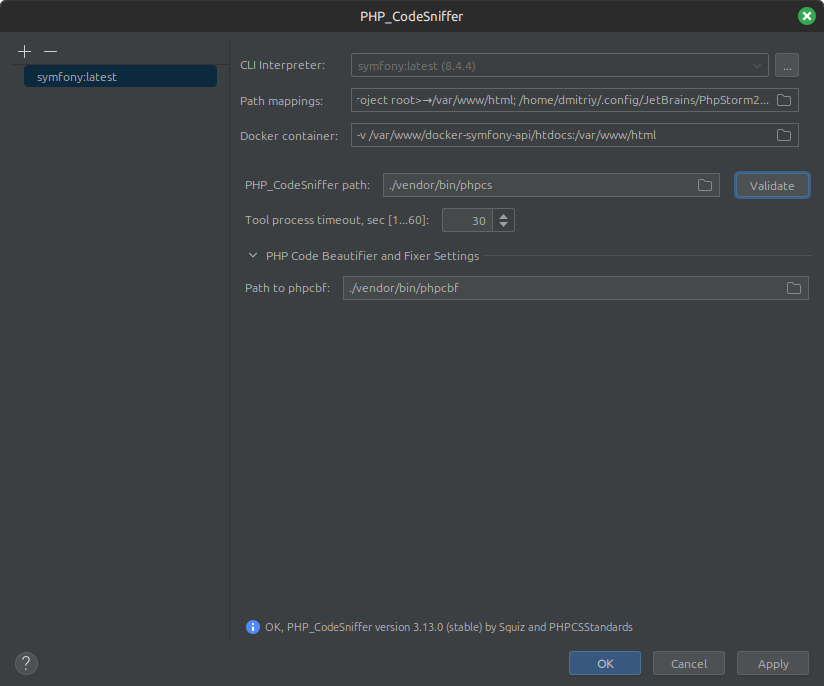 PHP_CodeSniffer
symfony:latest
CLI Interpreter: symfony:latest (8.4.4) ...
Path mappings: roject root>→/var/www/html; /home/dmitriy/.config/JetBrains/PhpStorm2...
Docker container: -v /var/www/docker-symfony-api/htdocs:/var/www/html
PHP_CodeSniffer path: ./vendor/bin/phpcs Validate
Tool process timeout, sec [1...60]: 30
PHP Code Beautifier and Fixer Settings
Path to phpcbf: ./vendor/bin/phpcbf
OK, PHP_CodeSniffer version 3.13.0 (stable) by Squiz and PHPCSStandards
? OK Cancel Apply